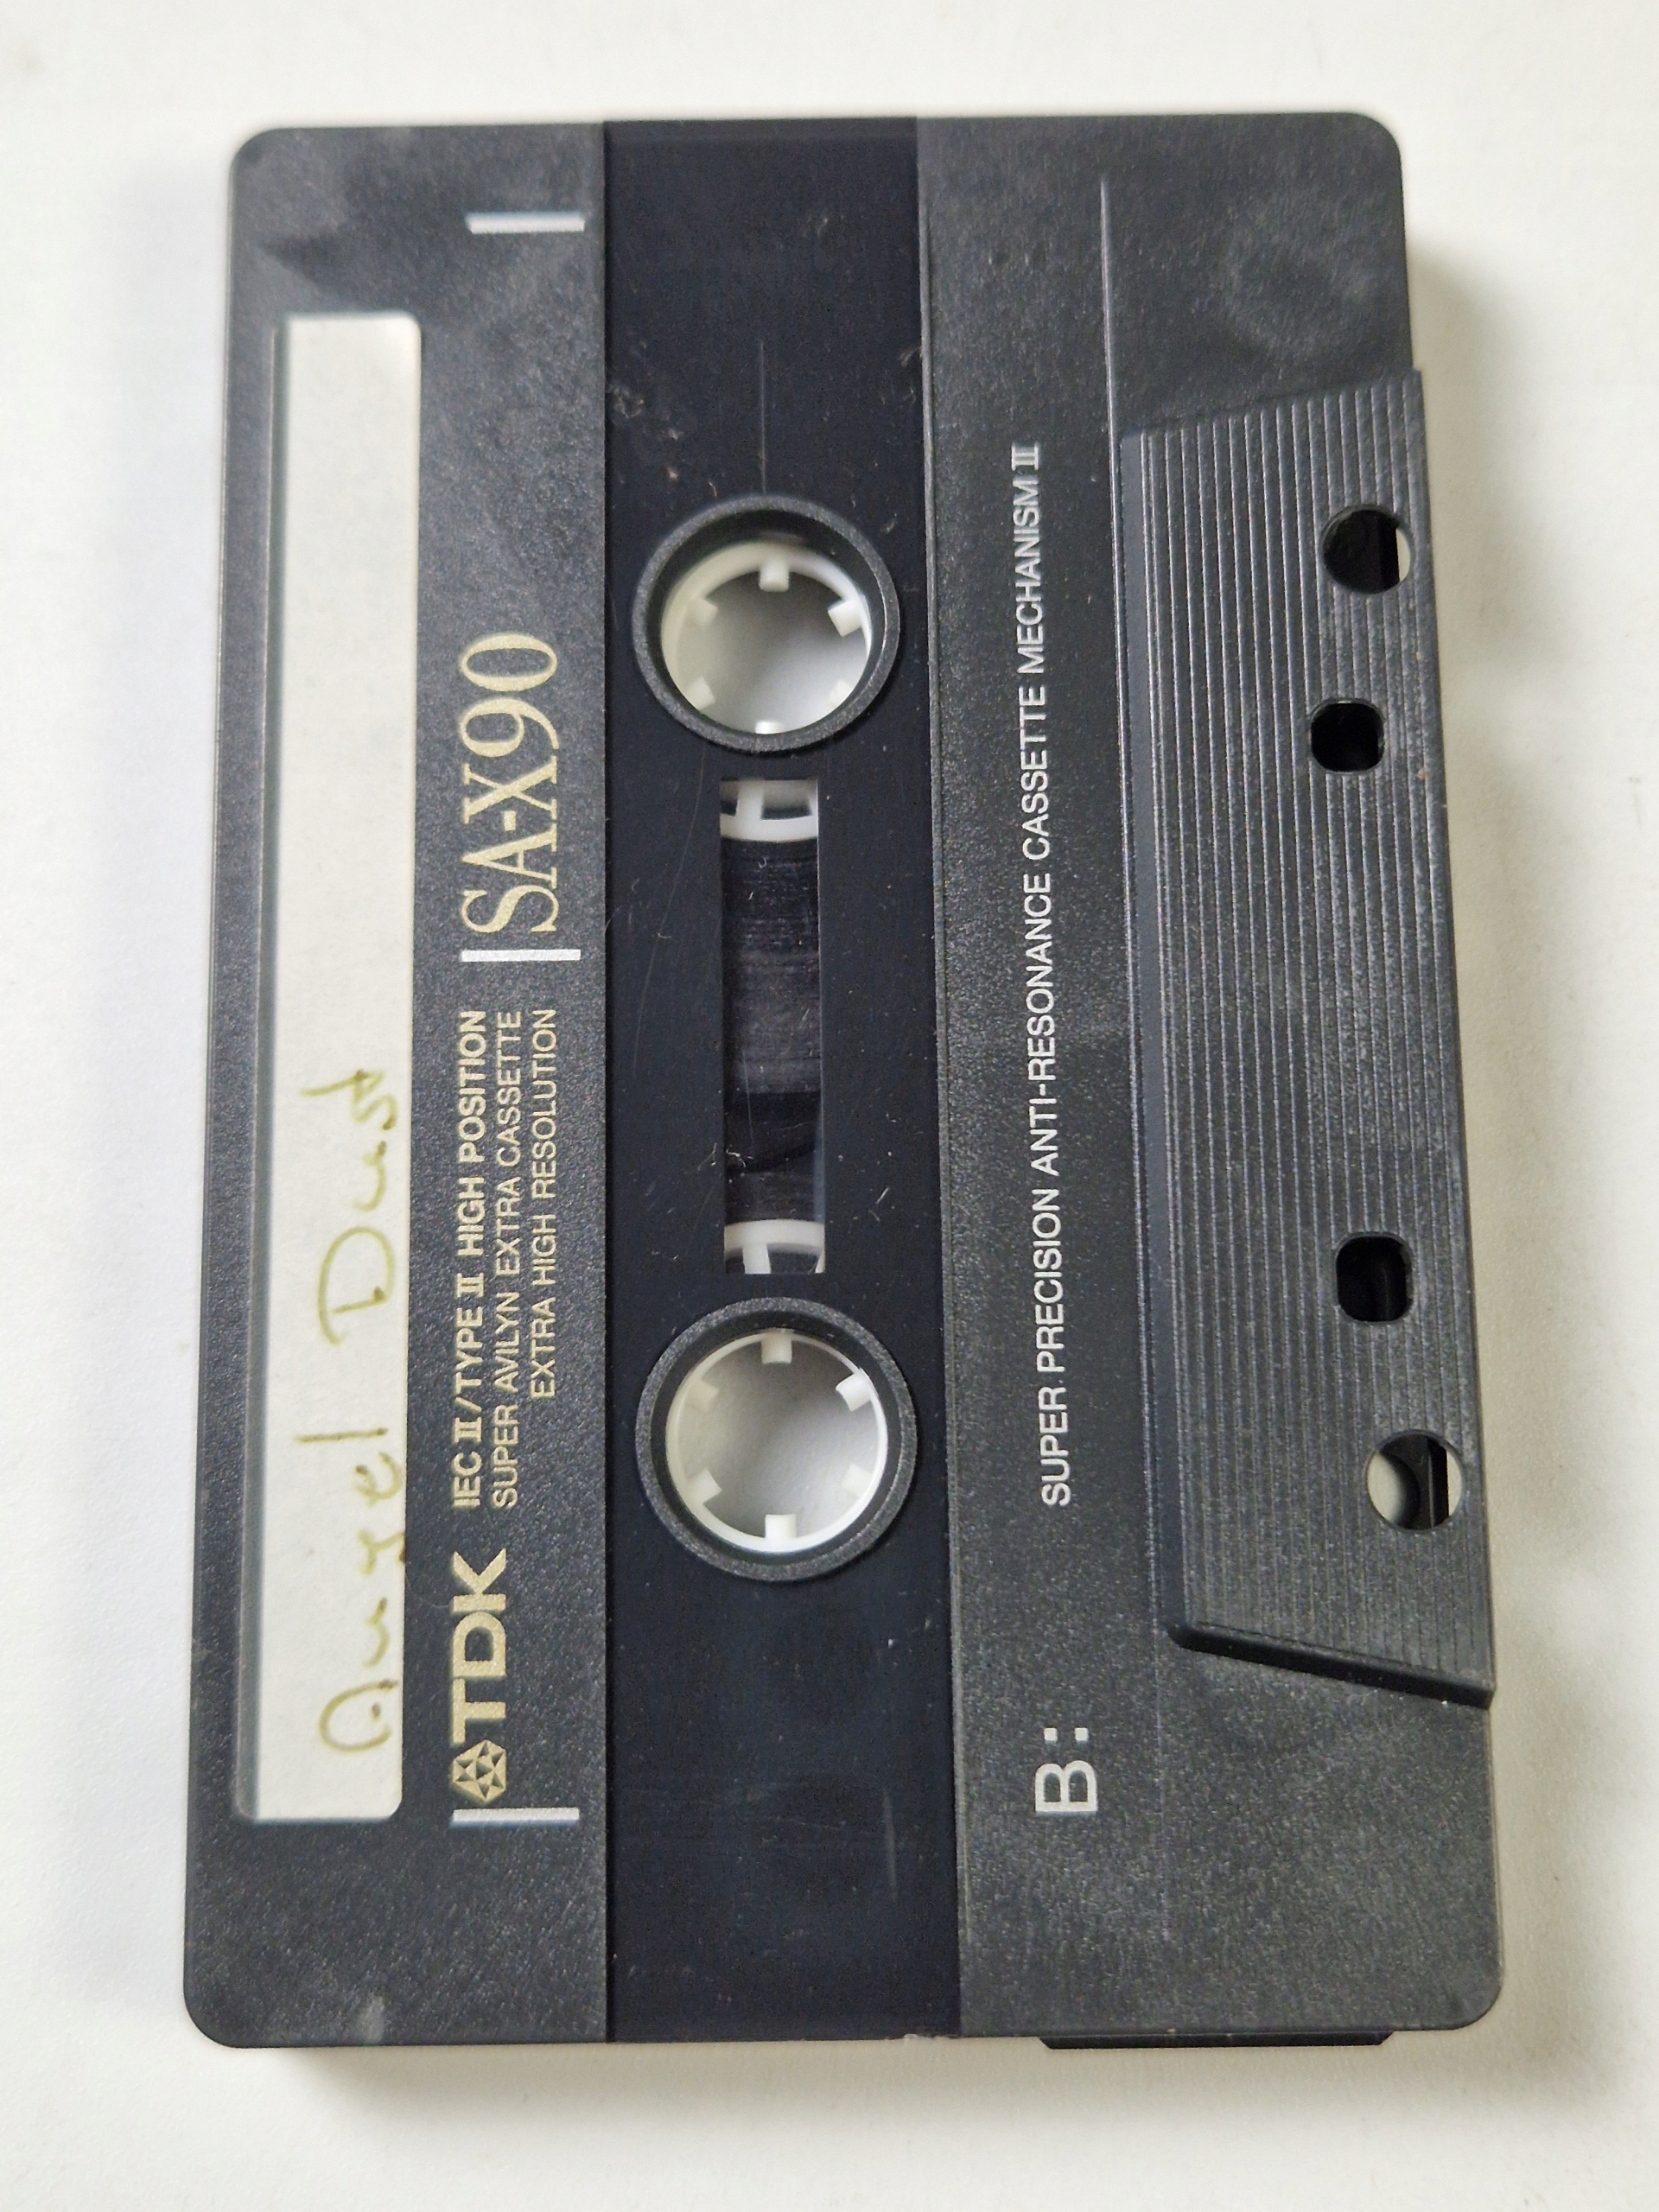 Angel Dust
TDK
IEC II/TYPE II HIGH POSITION
SUPER AVILYN EXTRA CASSETTE
EXTRA HIGH RESOLUTION
SA-X90
SUPER PRECISION ANTI-RESONANCE CASSETTE MECHANISM II
B: